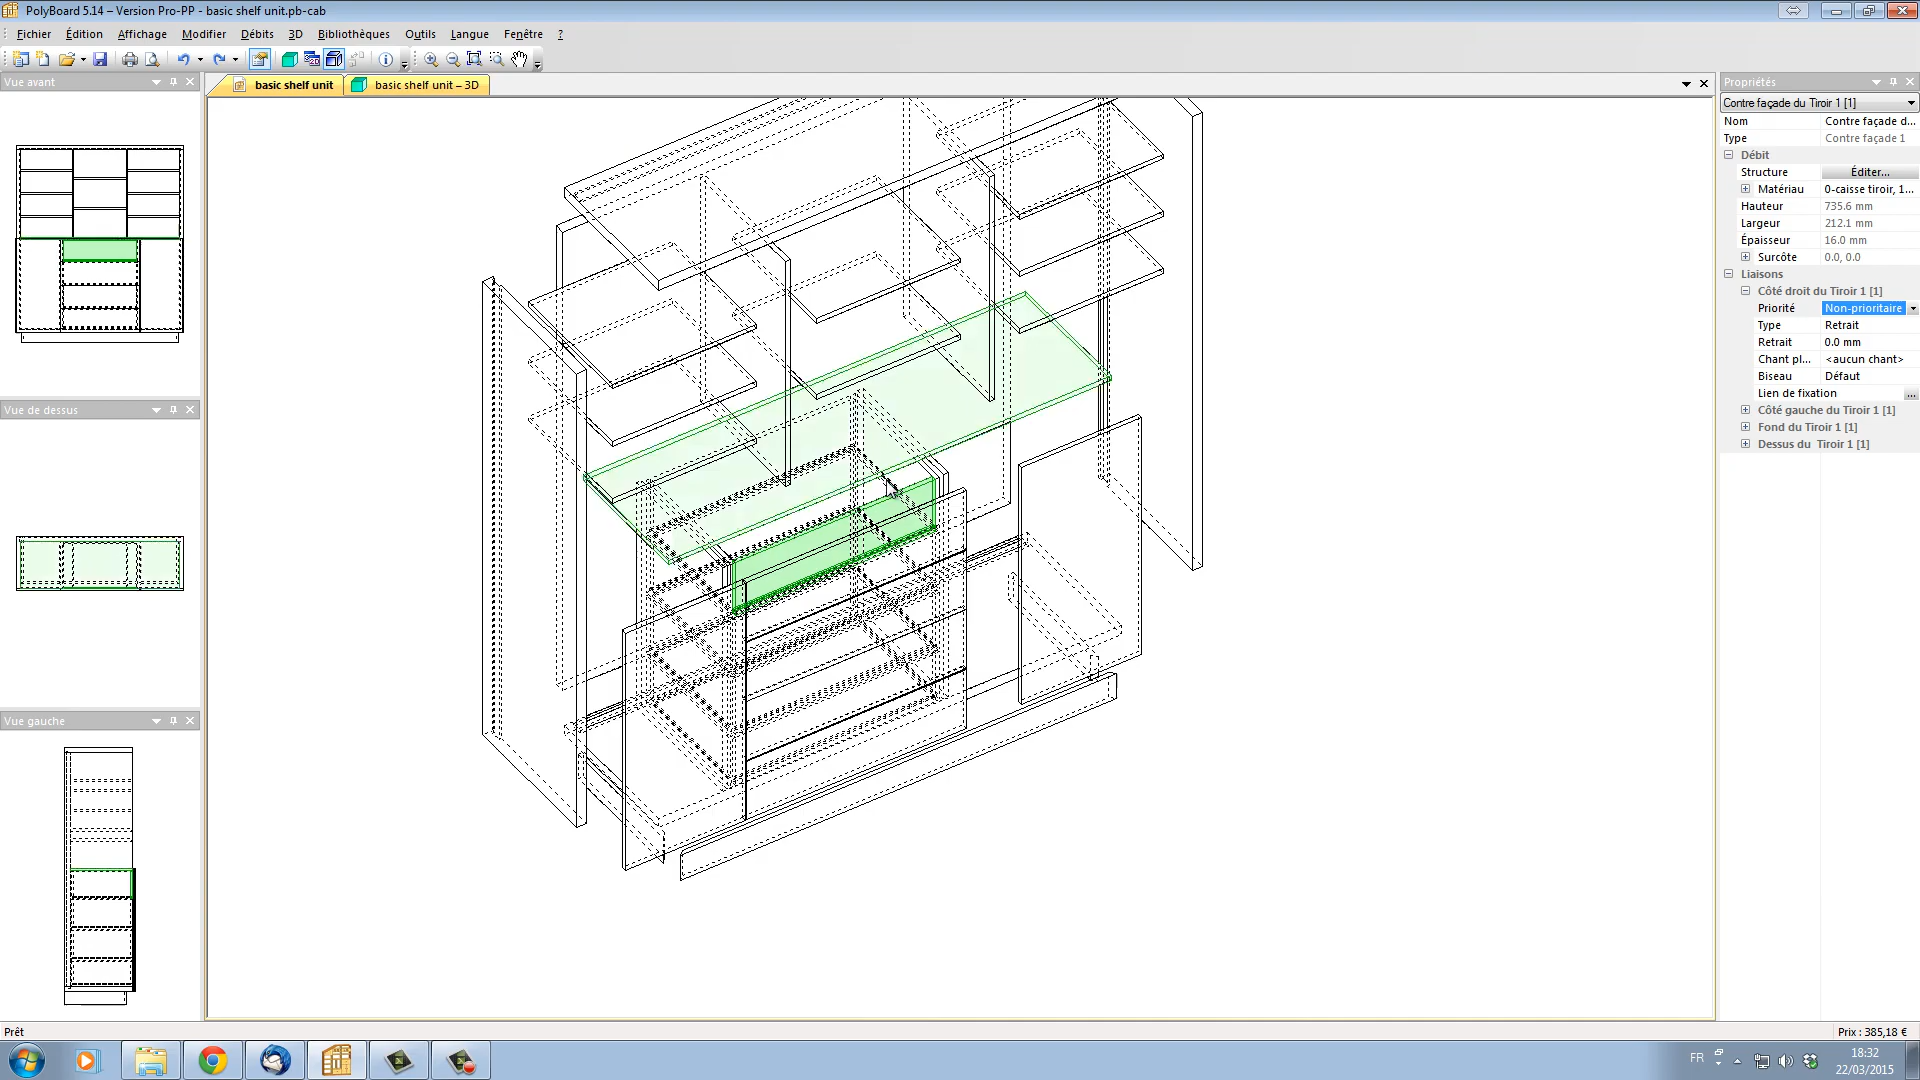 PolyBoard 5.14 – Version Pro-PP - basic shelf unit.pb-cab
Fichier Édition Affichage Modifier Débits 3D Bibliothèques Outils Langue Fenêtre ?
Vue avant
basic shelf unit
basic shelf unit – 3D
Propriétés
Contre façade du Tiroir 1 [1]
Nom Contre façade d...
Type Contre façade 1
Débit
Structure Éditer...
Matériau 0-caisse tiroir, 1...
Hauteur 735.6 mm
Largeur 212.1 mm
Épaisseur 16.0 mm
Surcôte 0.0, 0.0
Liaisons
Côté droit du Tiroir 1 [1]
Priorité Non-prioritaire
Type Retrait
Retrait 0.0 mm
Chant pl... <aucun chant>
Biseau Défaut
Lien de fixation ...
Côté gauche du Tiroir 1 [1]
Fond du Tiroir 1 [1]
Dessus du Tiroir 1 [1]
Vue de dessus
Vue gauche
Prêt
Prix : 385,18 €
FR
18:32
22/03/2015